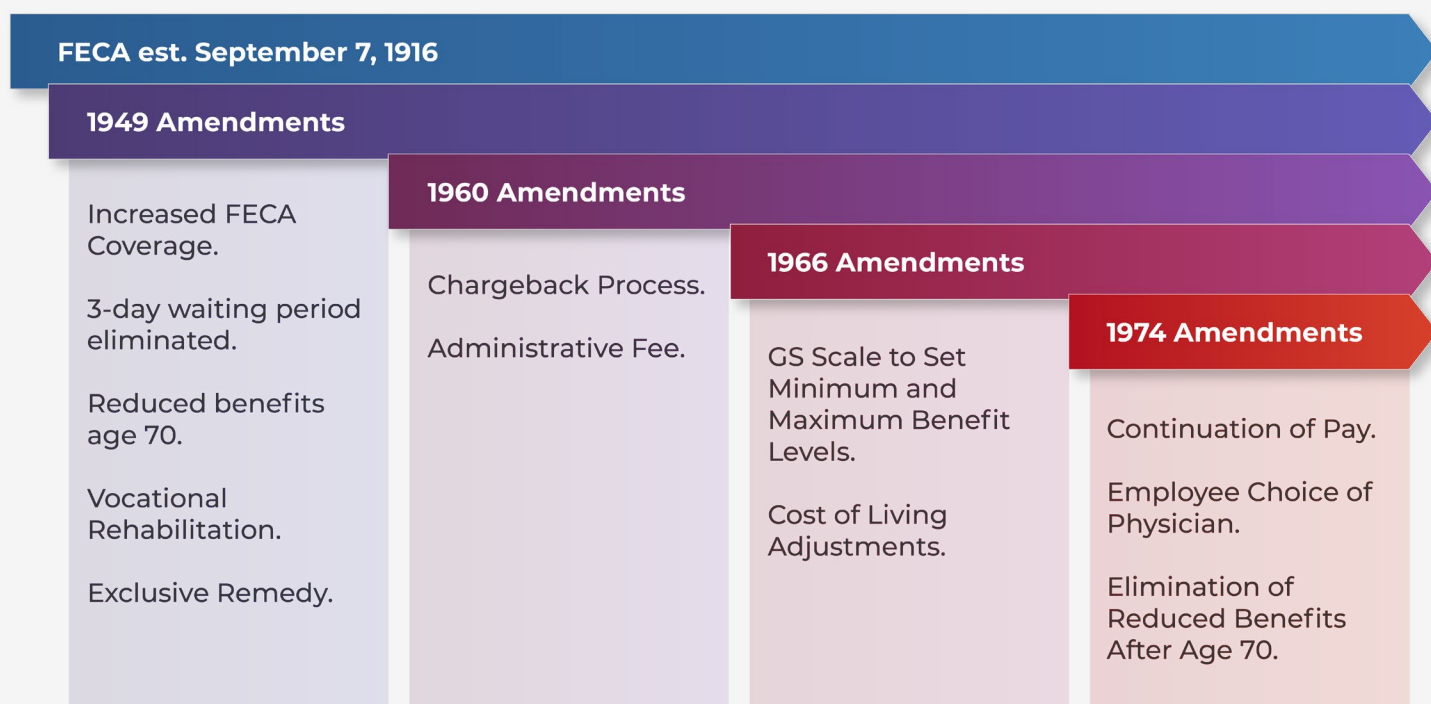 FECA est. September 7, 1916
1949 Amendments
Increased FECA
Coverage.
3-day waiting period
eliminated.
Reduced benefits
age 70.
Vocational
Rehabilitation.
Exclusive Remedy.
1960 Amendments
Chargeback Process.
Administrative Fee.
1966 Amendments
GS Scale to Set
Minimum and
Maximum Benefit
Levels.
Cost of Living
Adjustments.
1974 Amendments
Continuation of Pay.
Employee Choice of
Physician.
Elimination of
Reduced Benefits
After Age 70.